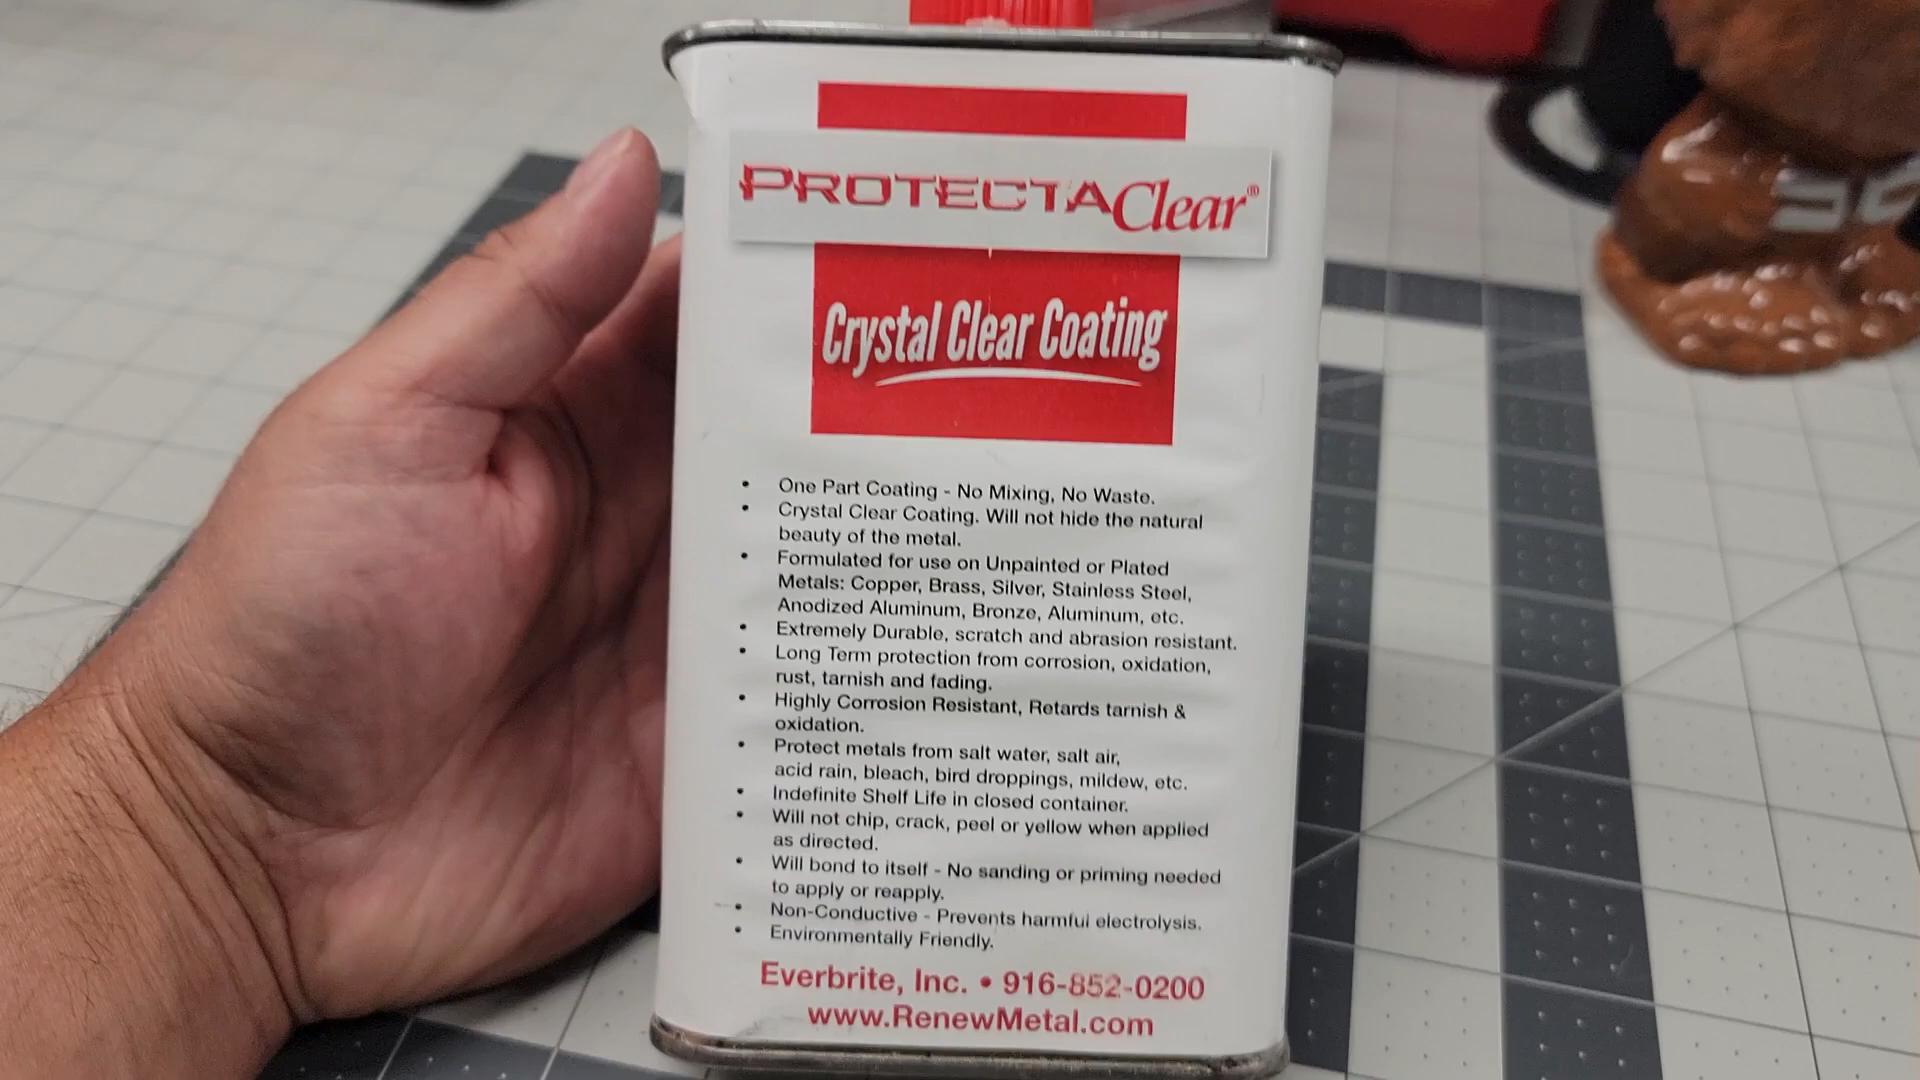 PROTECTAClear®
Crystal Clear Coating
• One Part Coating - No Mixing, No Waste.
• Crystal Clear Coating. Will not hide the natural
beauty of the metal.
• Formulated for use on Unpainted or Plated
Metals: Copper, Brass, Silver, Stainless Steel,
Anodized Aluminum, Bronze, Aluminum, etc.
• Extremely Durable, scratch and abrasion resistant.
• Long Term protection from corrosion, oxidation,
rust, tarnish and fading.
• Highly Corrosion Resistant, Retards tarnish &
oxidation.
• Protect metals from salt water, salt air,
acid rain, bleach, bird droppings, mildew, etc.
• Indefinite Shelf Life in closed container.
• Will not chip, crack, peel or yellow when applied
as directed.
• Will bond to itself - No sanding or priming needed
to apply or reapply.
• Non-Conductive - Prevents harmful electrolysis.
• Environmentally Friendly.
Everbrite, Inc. • 916-852-0200
www.RenewMetal.com